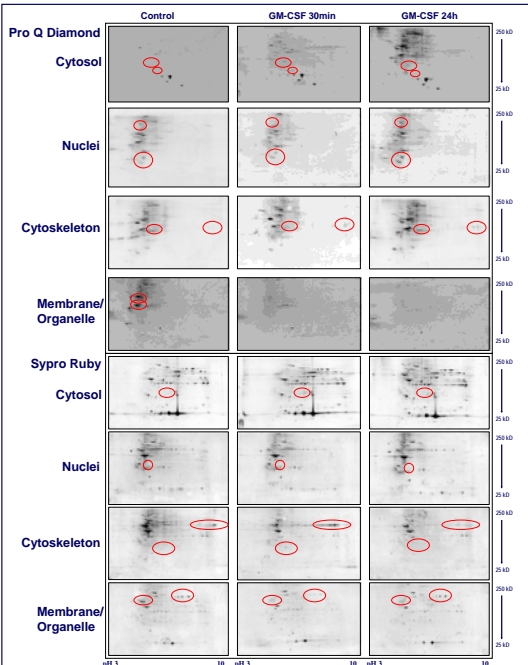 Control GM-CSF 30min GM-CSF 24h
Pro Q Diamond 250 kD
Cytosol
25 kD
250 kD
Nuclei
25 kD
250 kD
Cytoskeleton
25 kD
250 kD
Membrane/
Organelle
25 kD
Sypro Ruby 250 kD
Cytosol
25 kD
250 kD
Nuclei
25 kD
250 kD
Cytoskeleton
25 kD
250 kD
Membrane/
Organelle
25 kD
pH 3 10 pH 3 10 pH 3 10